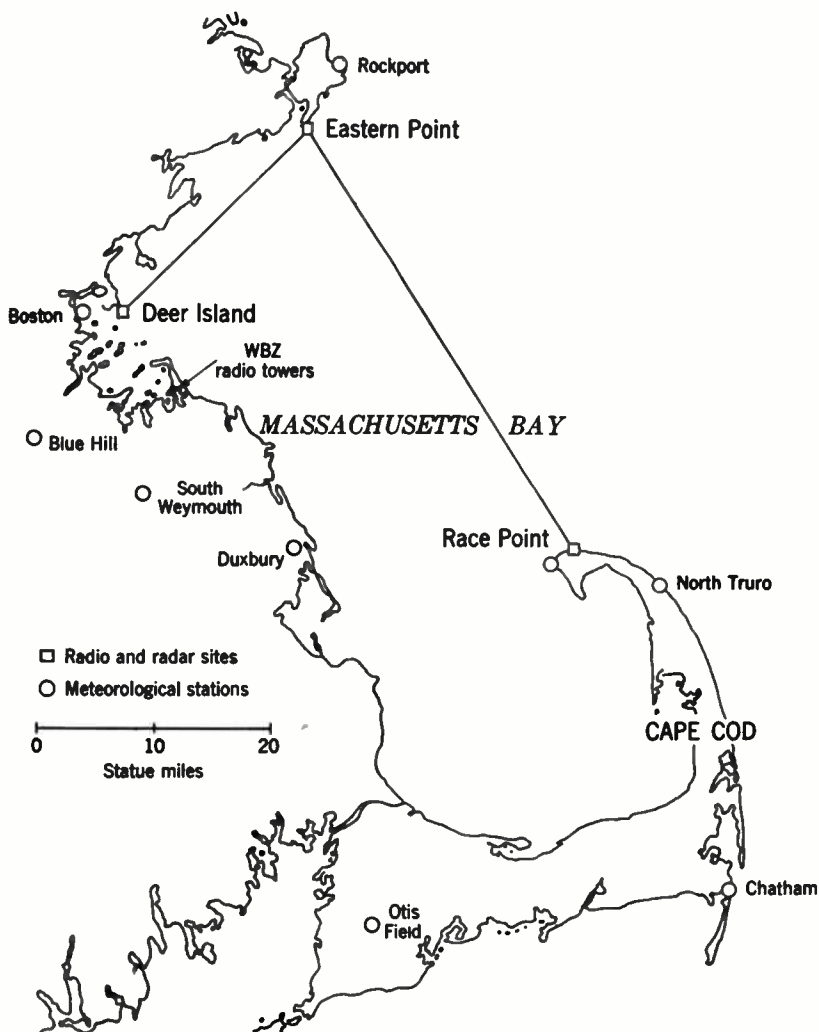 Rockport
Eastern Point
Boston
Deer Island
WBZ
radio towers
MASSACHUSETTS BAY
Blue Hill
South
Weymouth
Race Point
Duxbury
North Truro
Radio and radar sites
Meteorological stations
CAPE COD
0 10 20
Statue miles
Chatham
Otis
Field